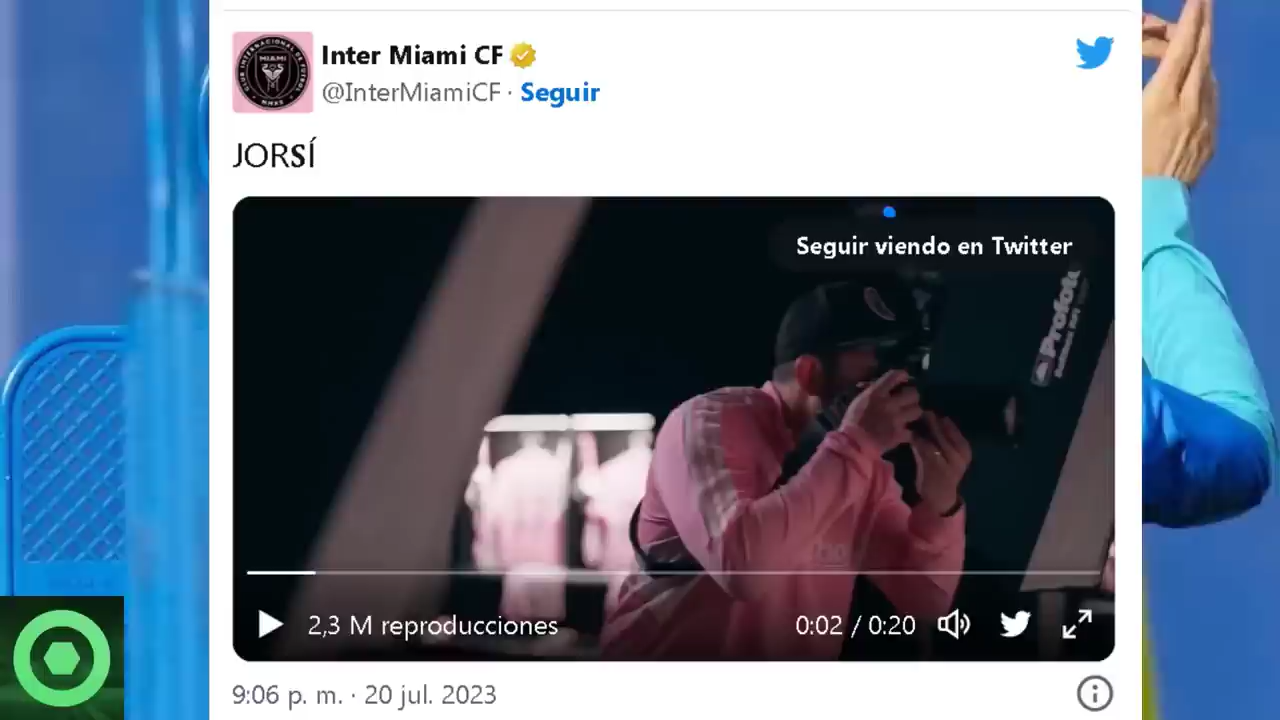 Inter Miami CF
@InterMiamiCF · Seguir
JORSÍ
Seguir viendo en Twitter
Profoto
2,3 M reproducciones
0:02 / 0:20
9:06 p. m. · 20 jul. 2023